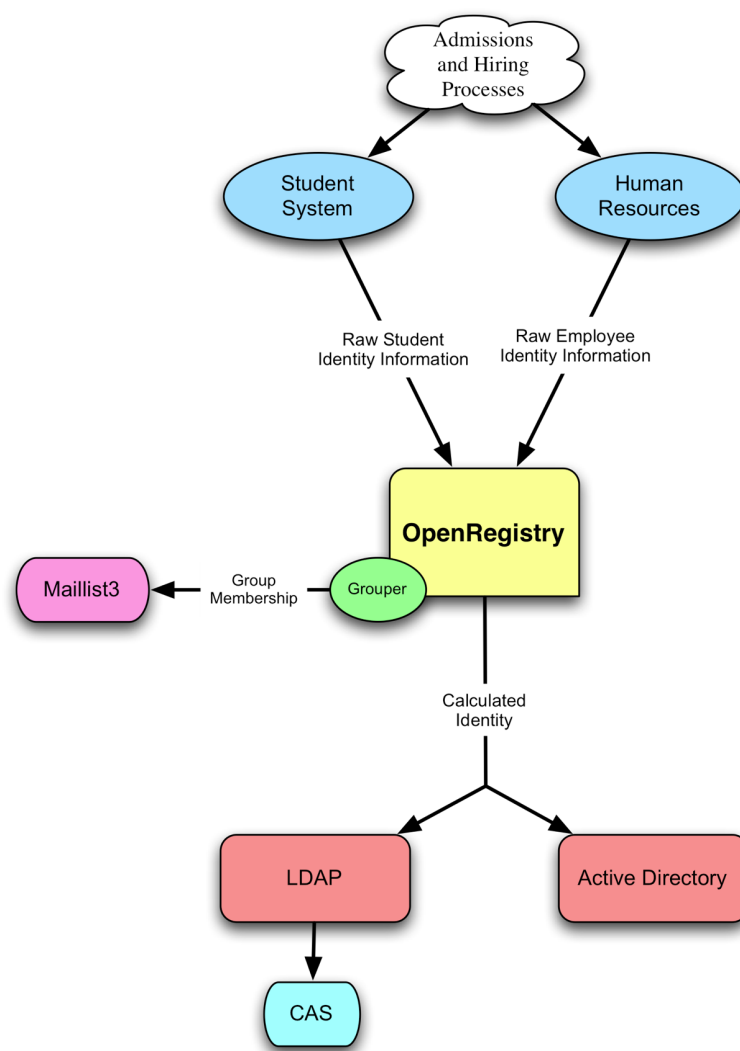 Admissions
and Hiring
Processes
Student
System
Human
Resources
Raw Student
Identity Information
Raw Employee
Identity Information
OpenRegistry
Maillist3
Group
Membership
Grouper
Calculated
Identity
LDAP
Active Directory
CAS